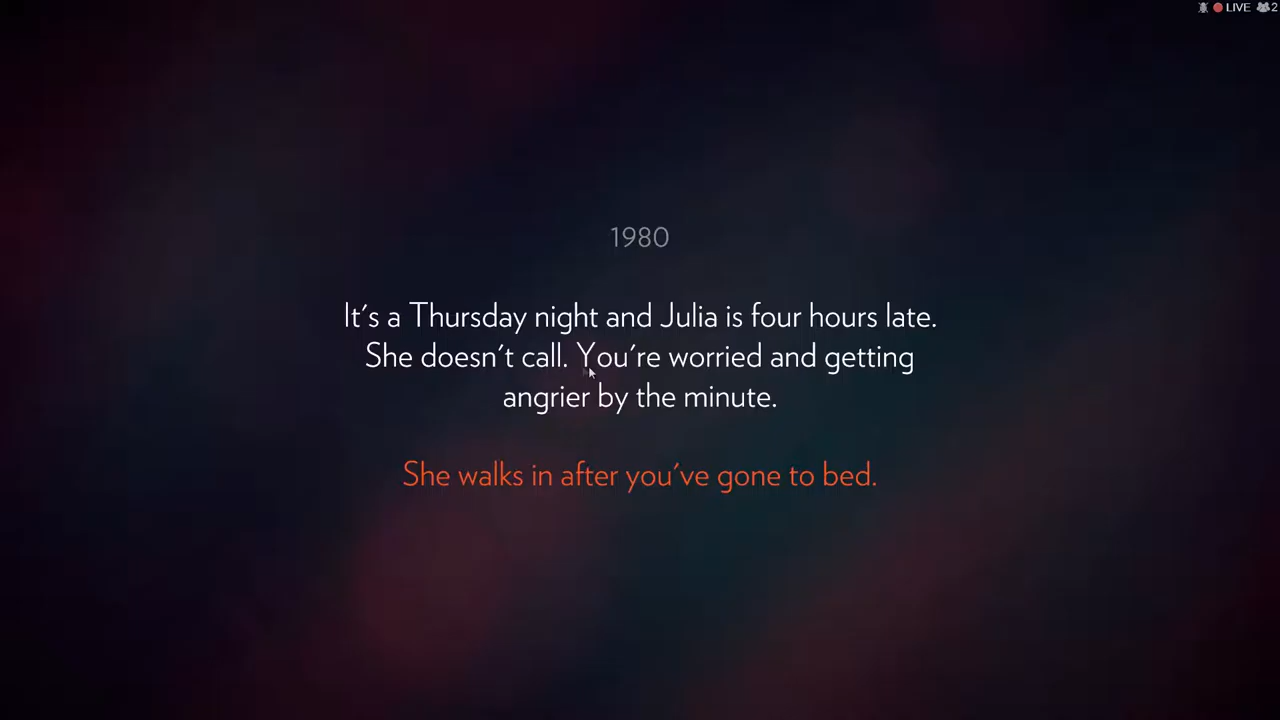 LIVE 2
1980
It's a Thursday night and Julia is four hours late.
She doesn't call. You're worried and getting
angrier by the minute.
She walks in after you've gone to bed.